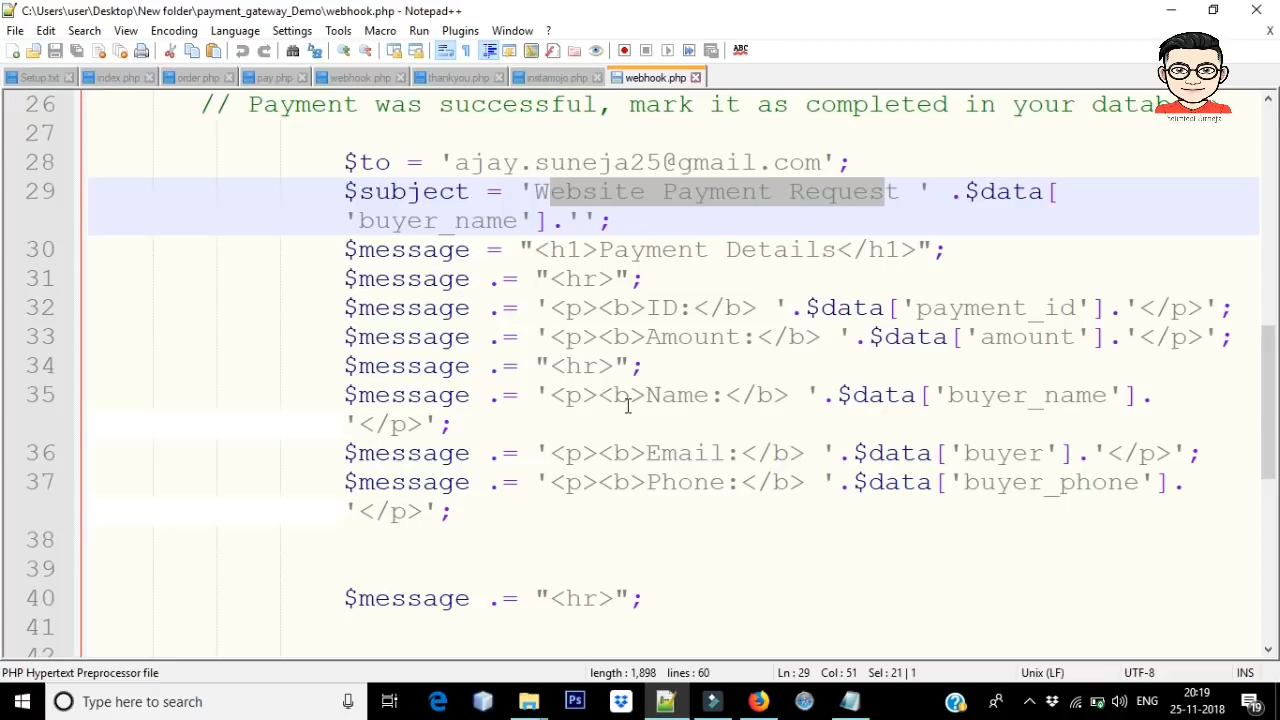 C:\Users\user\Desktop\New folder\payment_gateway_Demo\webhook.php - Notepad++
File Edit Search View Encoding Language Settings Tools Macro Run Plugins Window ? X
Setup.txt index.php order.php pay.php webhook.php thankyou.php instamojo.php webhook.php
26 // Payment was successful, mark it as completed in your datab
27
28 $to = 'ajay.suneja25@gmail.com';
29 $subject = 'Website Payment Request ' .$data[
'buyer_name'].'';
30 $message = "<h1>Payment Details</h1>";
31 $message .= "<hr>";
32 $message .= '<p><b>ID:</b> '.$data['payment_id'].'</p>';
33 $message .= '<p><b>Amount:</b> '.$data['amount'].'</p>';
34 $message .= "<hr>";
35 $message .= '<p><b>Name:</b> '.$data['buyer_name'].
'</p>';
36 $message .= '<p><b>Email:</b> '.$data['buyer'].'</p>';
37 $message .= '<p><b>Phone:</b> '.$data['buyer_phone'].
'</p>';
38
39
40 $message .= "<hr>";
41
42
PHP Hypertext Preprocessor file length : 1,898 lines : 60 Ln : 29 Col : 51 Sel : 21 | 1 Unix (LF) UTF-8 INS
Type here to search ENG 20:19
25-11-2018 19